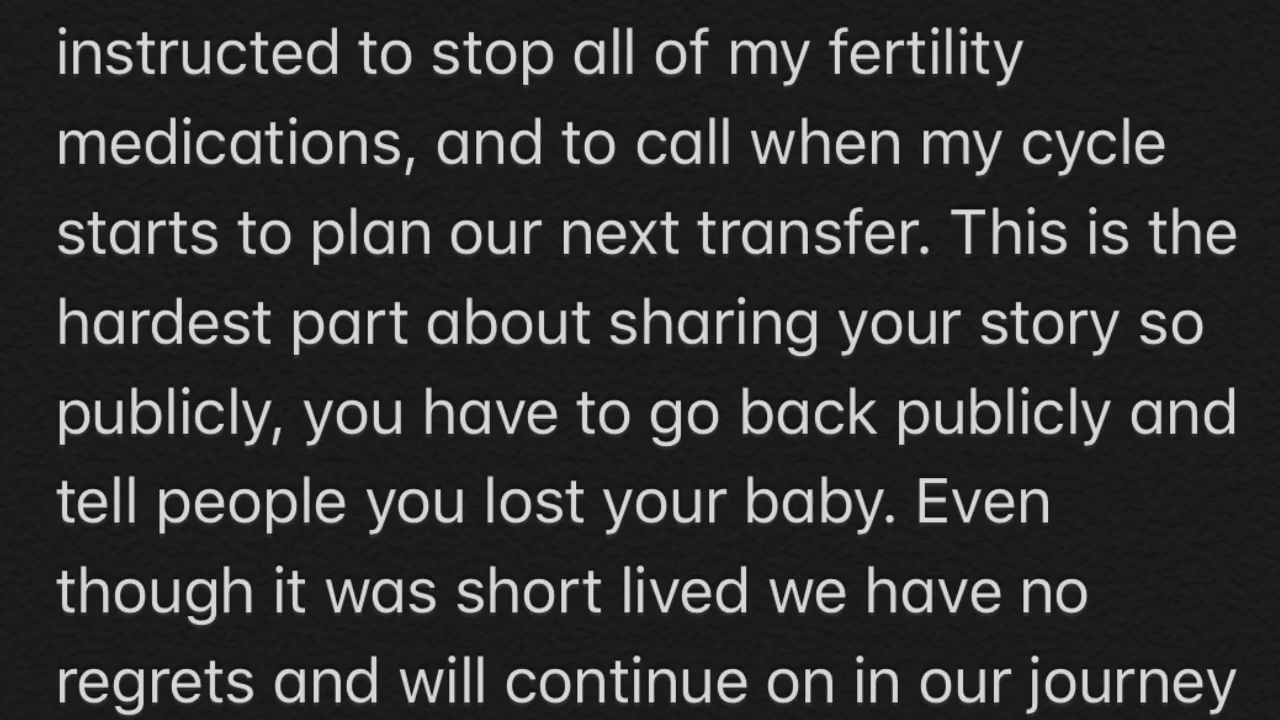 instructed to stop all of my fertility
medications, and to call when my cycle
starts to plan our next transfer. This is the
hardest part about sharing your story so
publicly, you have to go back publicly and
tell people you lost your baby. Even
though it was short lived we have no
regrets and will continue on in our journey